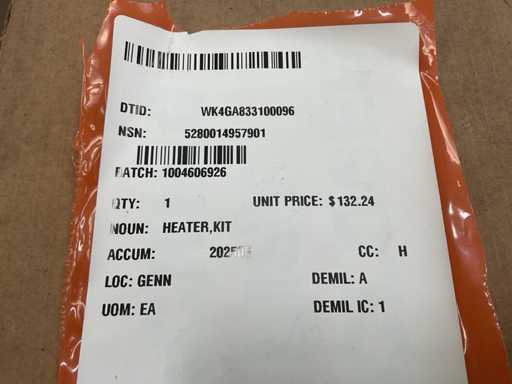 DTID: WK4GA833100096
NSN: 5280014957901
BATCH: 1004606926
QTY: 1 UNIT PRICE: $132.24
NOUN: HEATER,KIT
ACCUM: CC: H
LOC: GENN DEMIL: A
UOM: EA DEMIL IC: 1